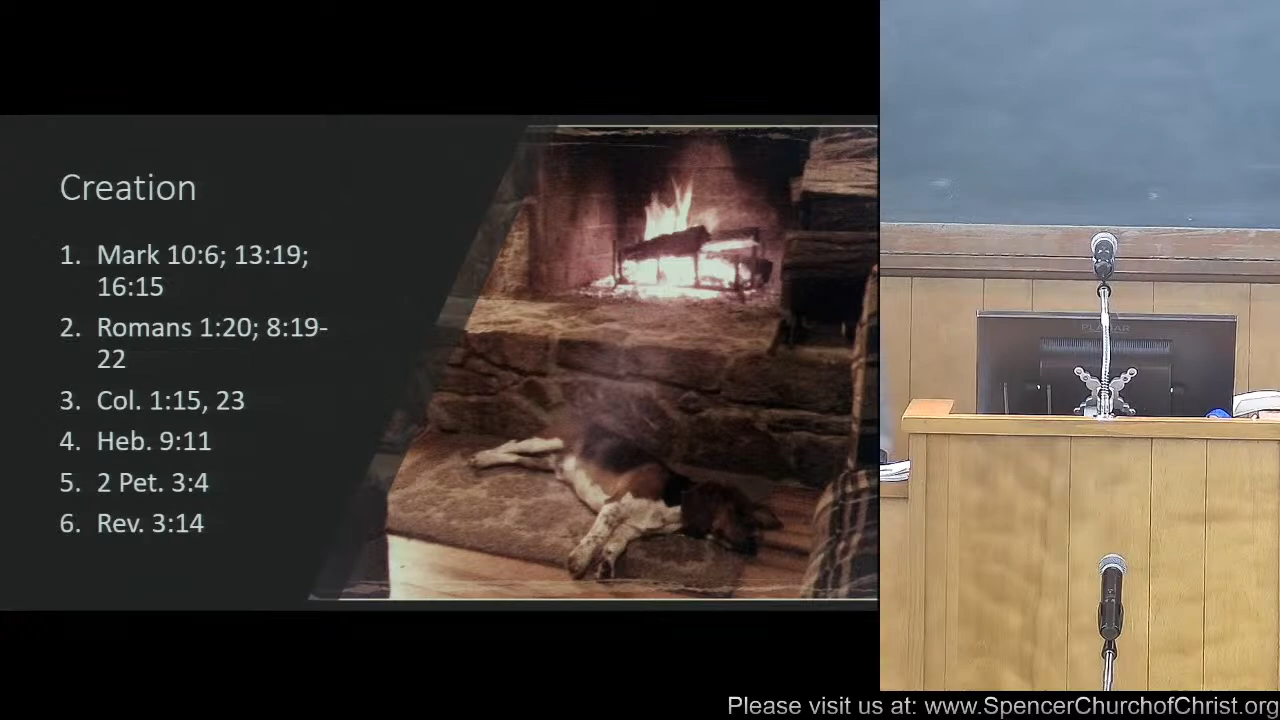 Creation
1. Mark 10:6; 13:19;
16:15
2. Romans 1:20; 8:19-
22
3. Col. 1:15, 23
4. Heb. 9:11
5. 2 Pet. 3:4
6. Rev. 3:14
PLANAR
Please visit us at: www.SpencerChurchofChrist.org